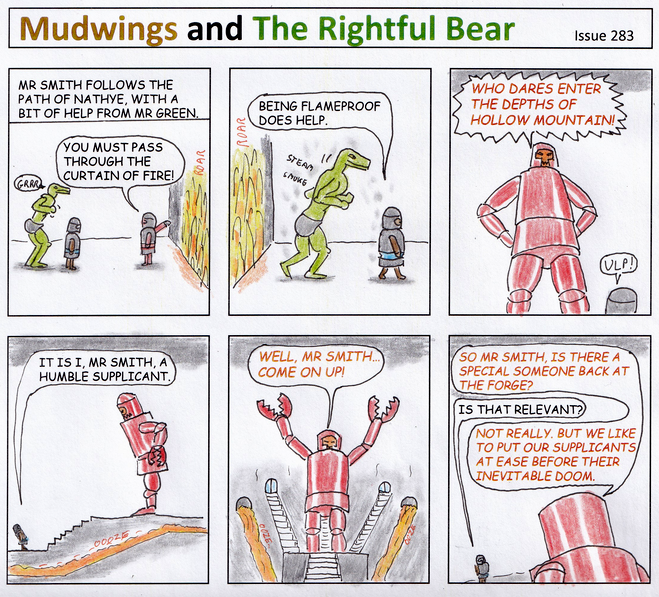 Mudwings and The Rightful Bear
Issue 283
MR SMITH FOLLOWS THE
PATH OF NATHYE, WITH A
BIT OF HELP FROM MR GREEN.
YOU MUST PASS
THROUGH THE
CURTAIN OF FIRE!
GRRR
ROAR
BEING FLAMEPROOF
DOES HELP.
ROAR
STEAM
SMOKE
WHO DARES ENTER
THE DEPTHS OF
HOLLOW MOUNTAIN!
ULP!
IT IS I, MR SMITH, A
HUMBLE SUPPLICANT.
OOOZE
WELL, MR SMITH...
COME ON UP!
OOZE
OOZE
SO MR SMITH, IS THERE A
SPECIAL SOMEONE BACK AT
THE FORGE?
IS THAT RELEVANT?
NOT REALLY. BUT WE LIKE
TO PUT OUR SUPPLICANTS
AT EASE BEFORE THEIR
INEVITABLE DOOM.